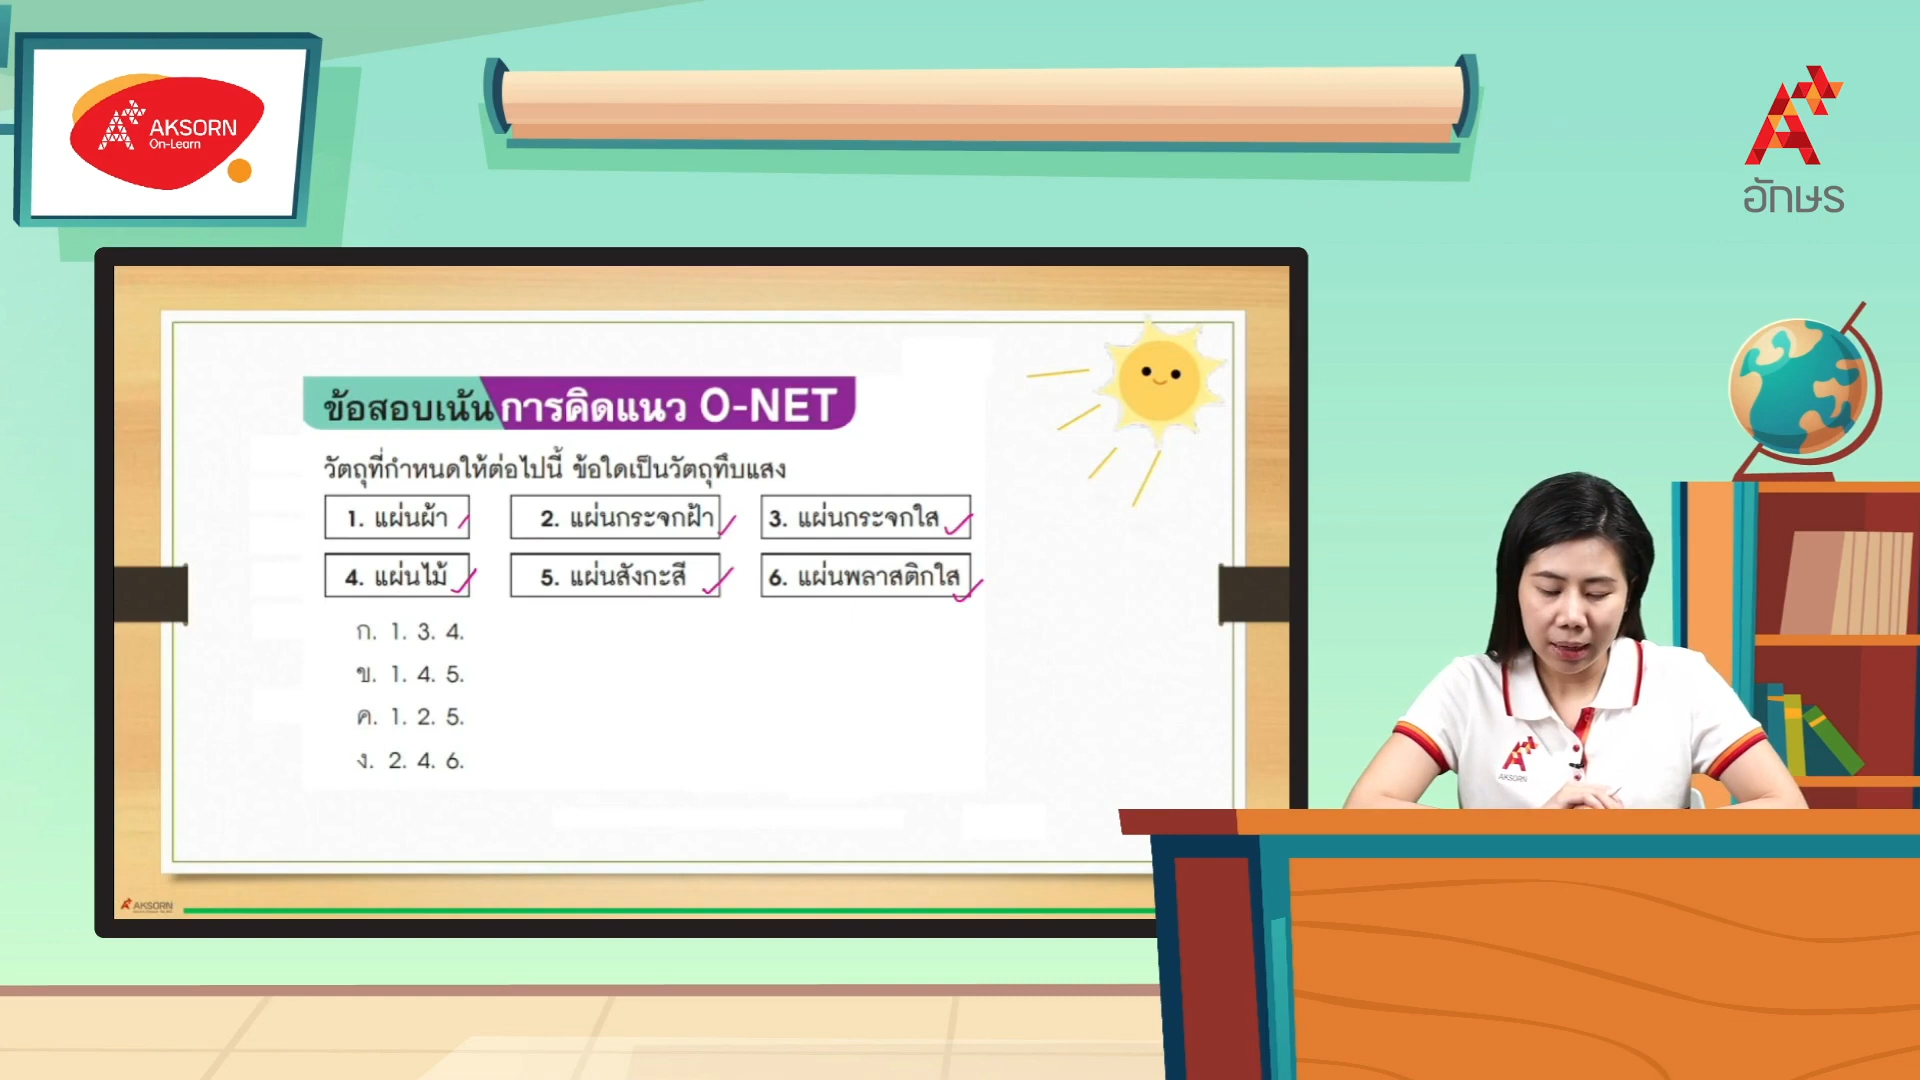 AKSORN
On-Learn
อักษร
ข้อสอบเน้นการคิดแนว O-NET
วัตถุที่กำหนดให้ต่อไปนี้ ข้อใดเป็นวัตถุทึบแสง
1. แผ่นผ้า
2. แผ่นกระจกฝ้า
3. แผ่นกระจกใส
4. แผ่นไม้
5. แผ่นสังกะสี
6. แผ่นพลาสติกใส
ก. 1. 3. 4.
ข. 1. 4. 5.
ค. 1. 2. 5.
ง. 2. 4. 6.
AKSORN
AKSORN